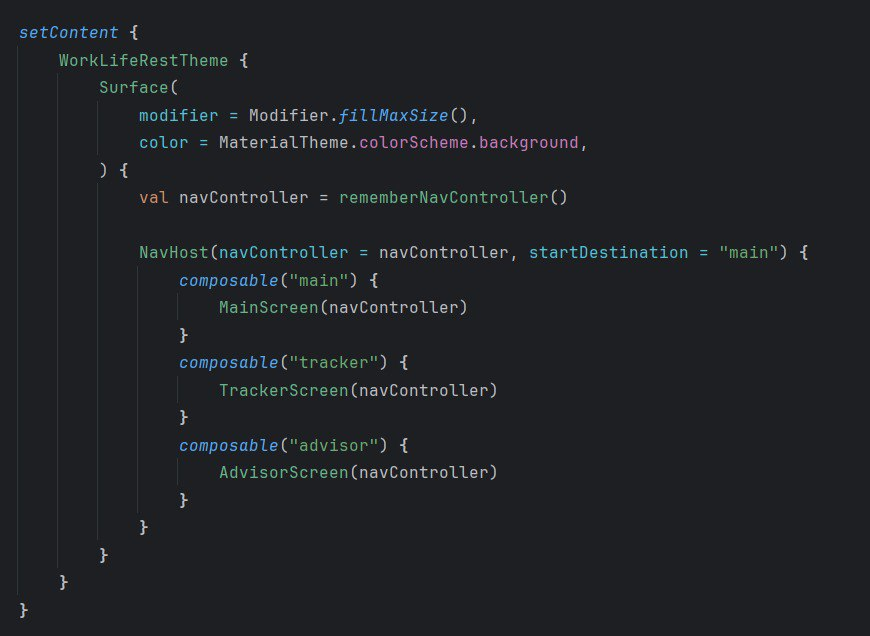 setContent {
    WorkLifeRestTheme {
        Surface(
            modifier = Modifier.fillMaxSize(),
            color = MaterialTheme.colorScheme.background,
        ) {
            val navController = rememberNavController()

            NavHost(navController = navController, startDestination = "main") {
                composable("main") {
                    MainScreen(navController)
                }
                composable("tracker") {
                    TrackerScreen(navController)
                }
                composable("advisor") {
                    AdvisorScreen(navController)
                }
            }
        }
    }
}